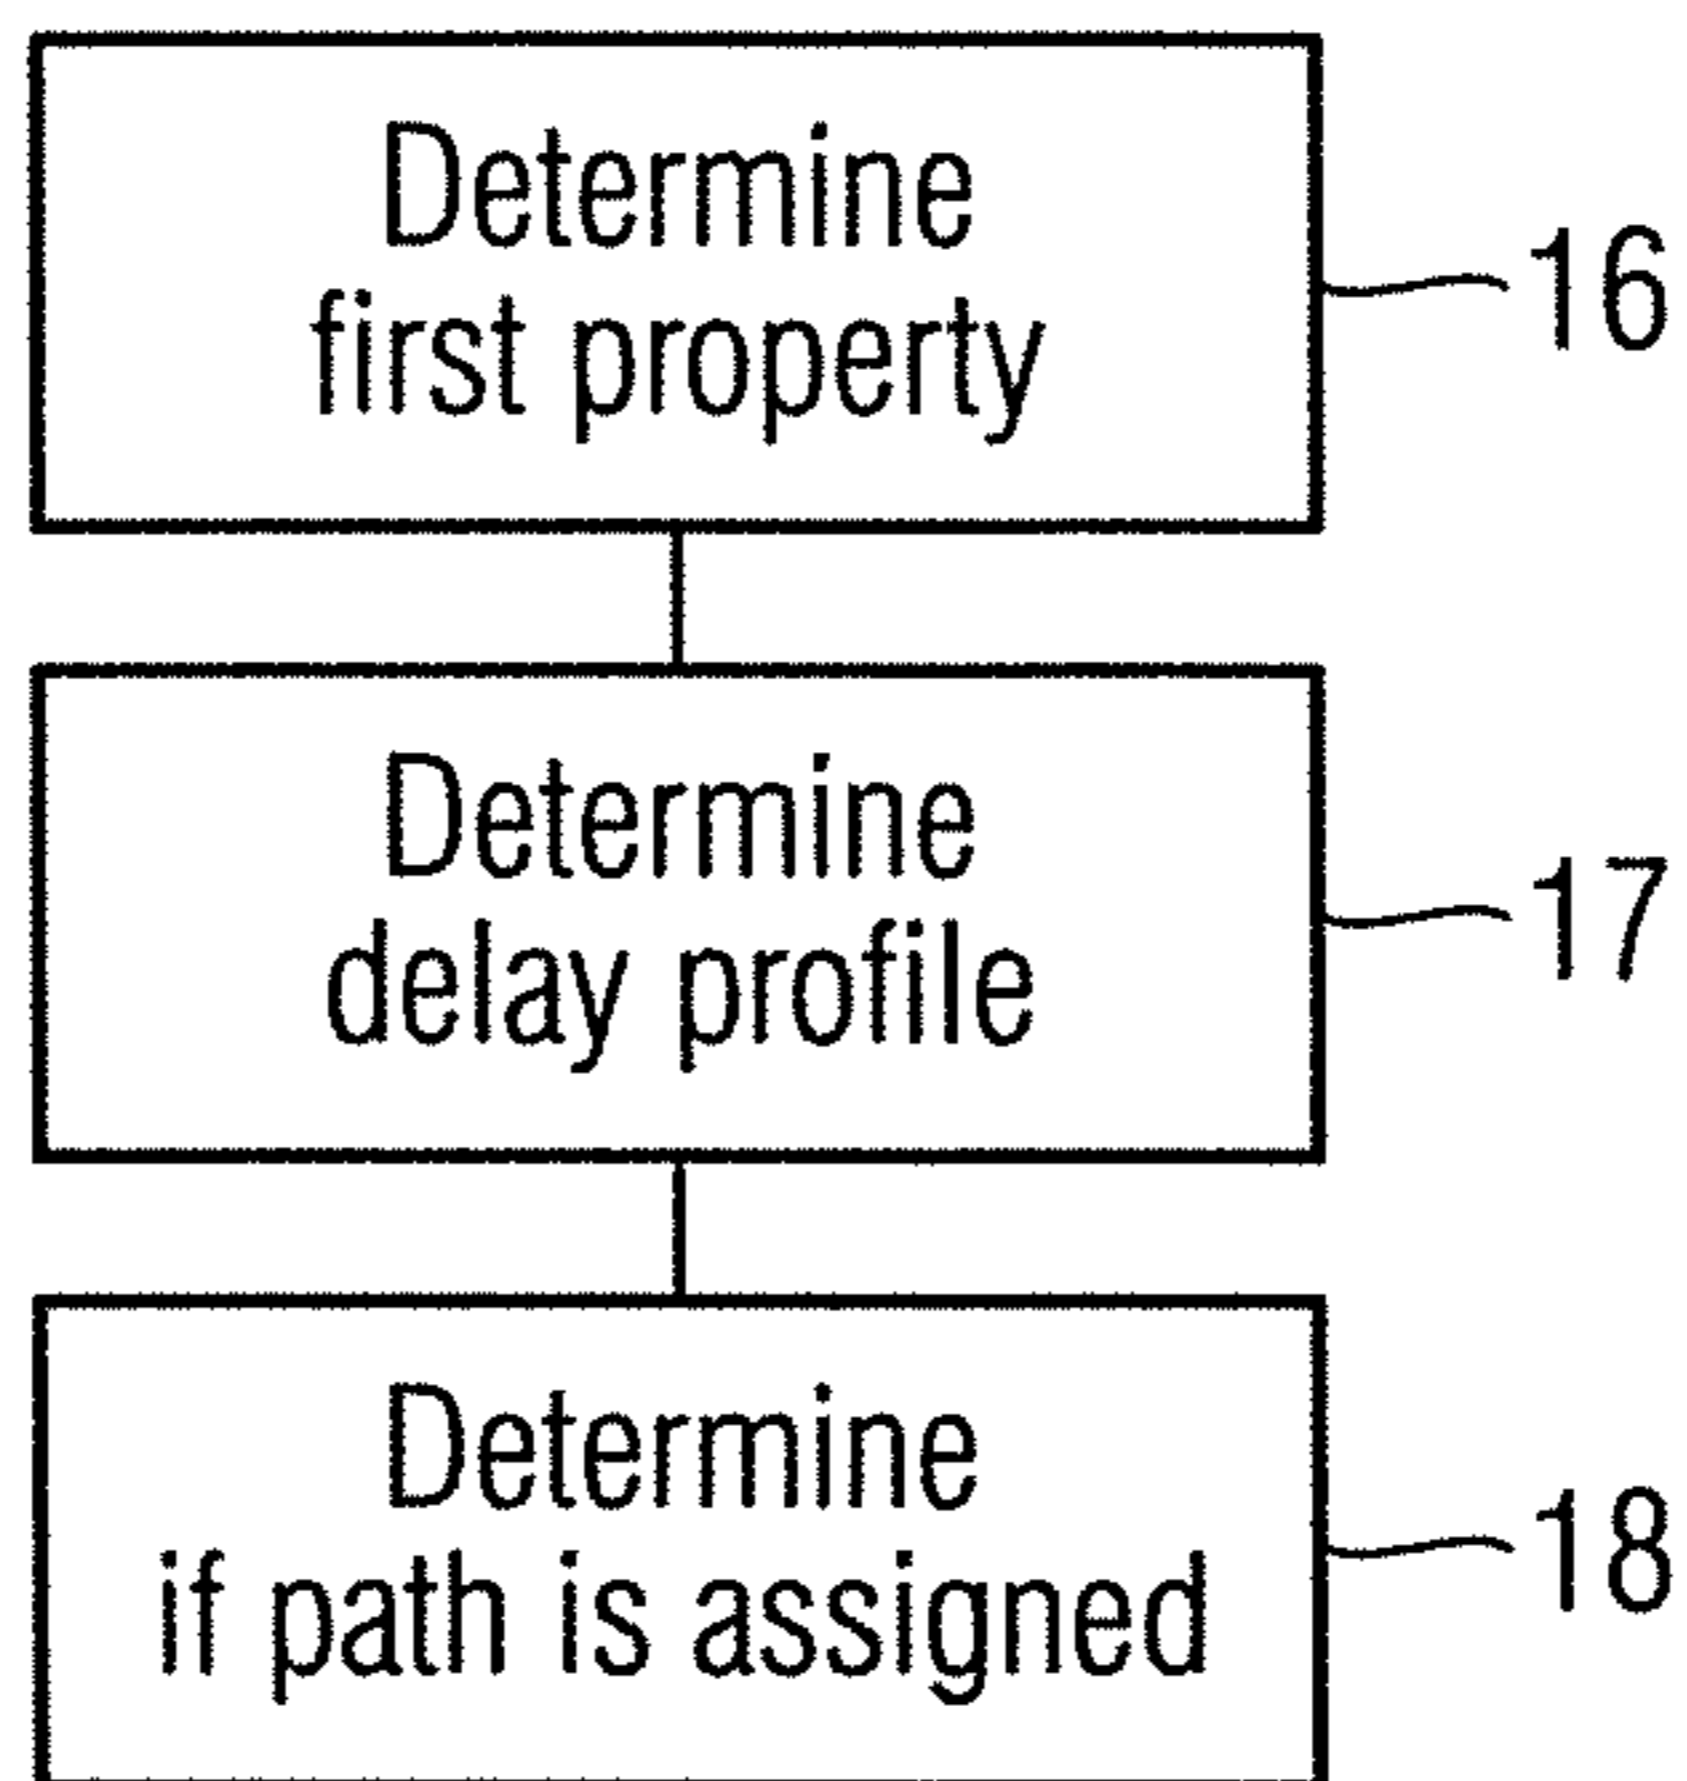 Determine
first property
16
Determine
delay profile
17
Determine
if path is assigned
18